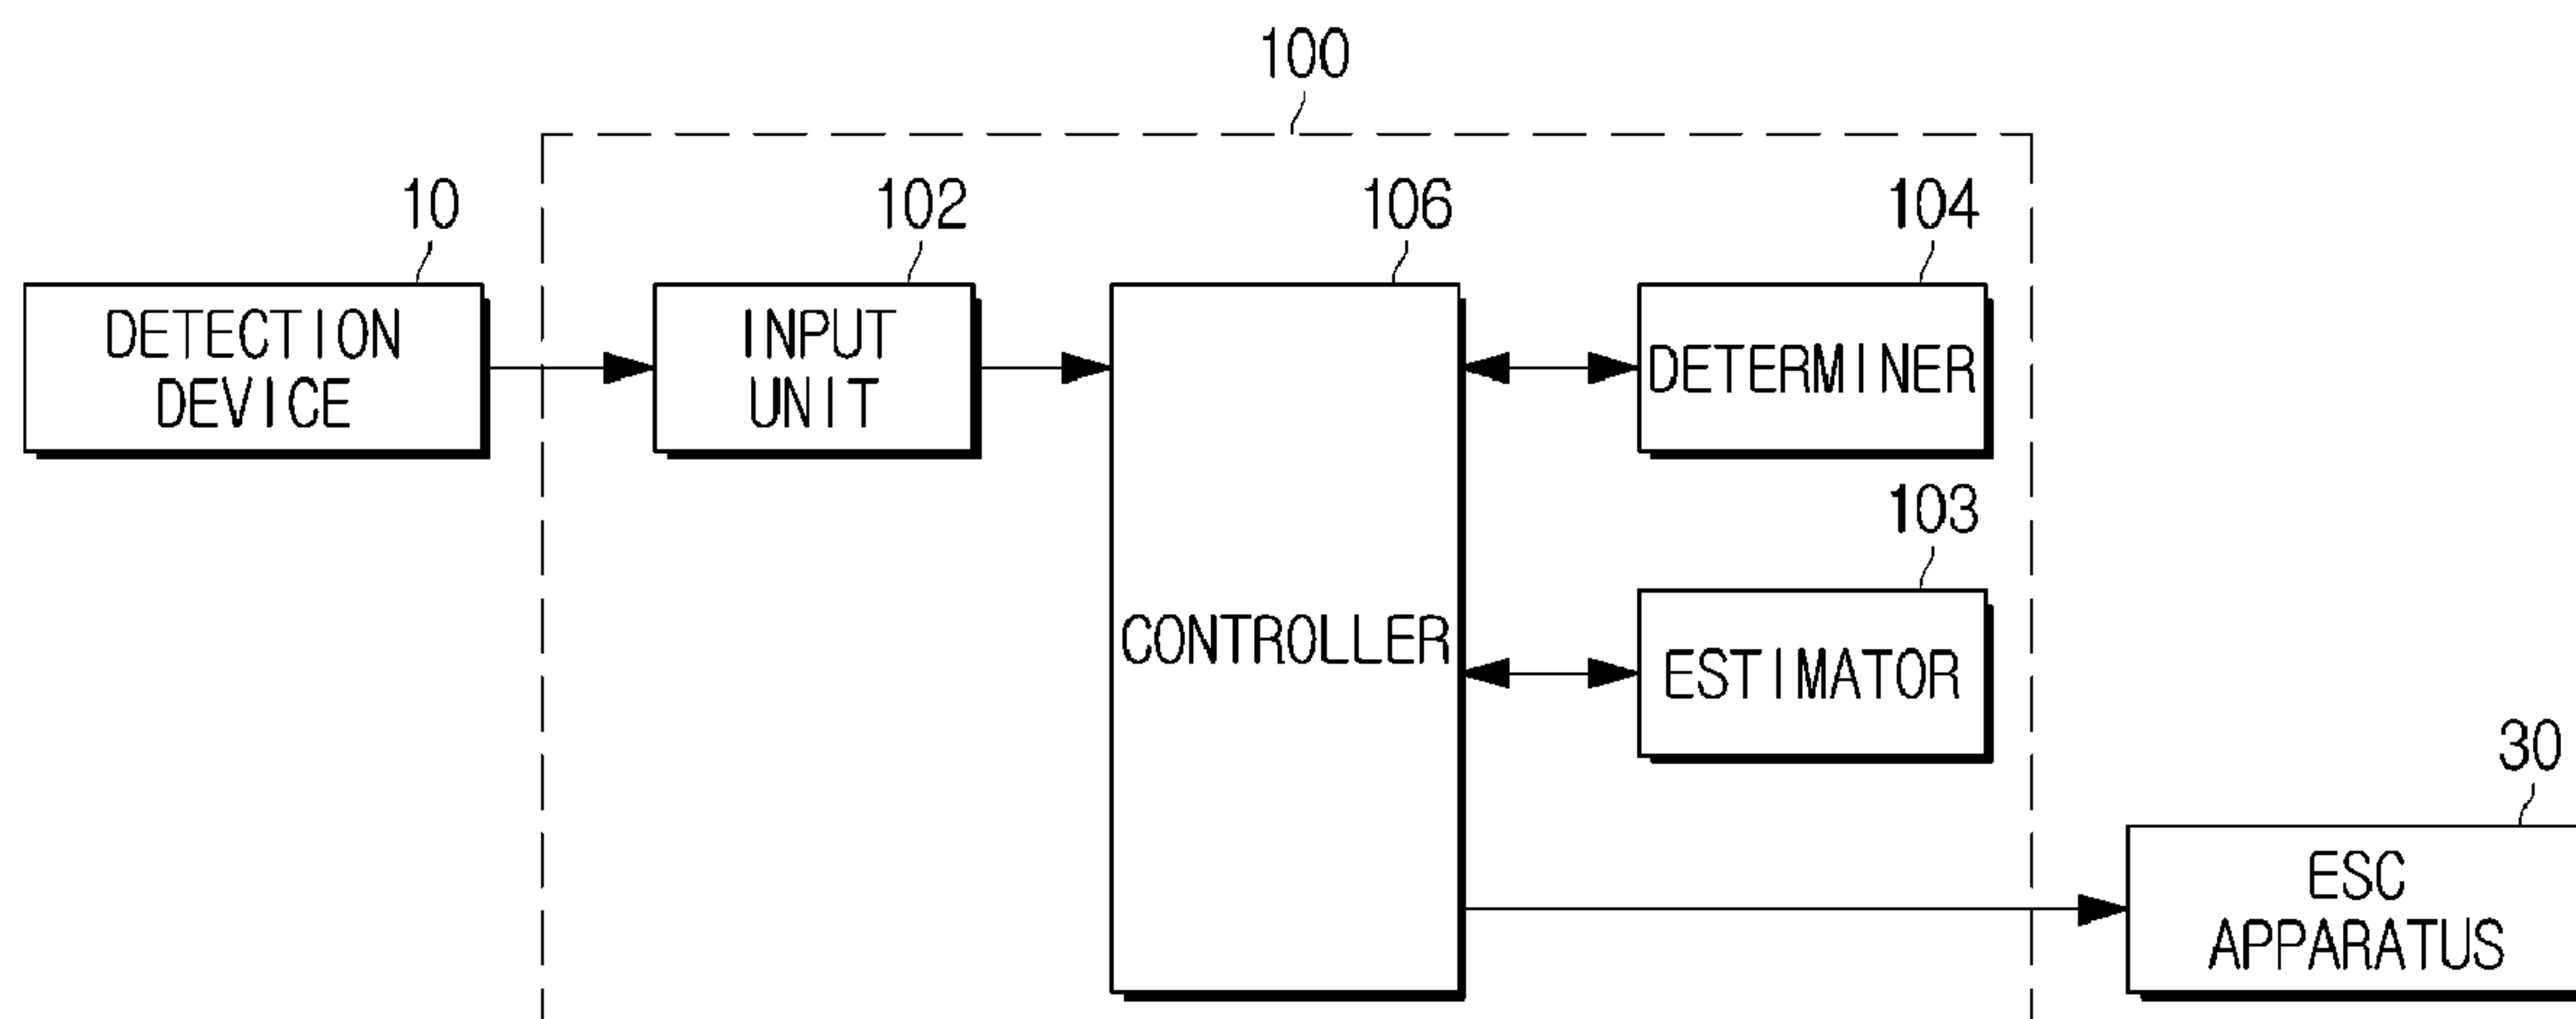 100
10
102
106
104
DETECTION
DEVICE
INPUT
UNIT
DETERMINER
103
CONTROLLER
ESTIMATOR
30
ESC
APPARATUS